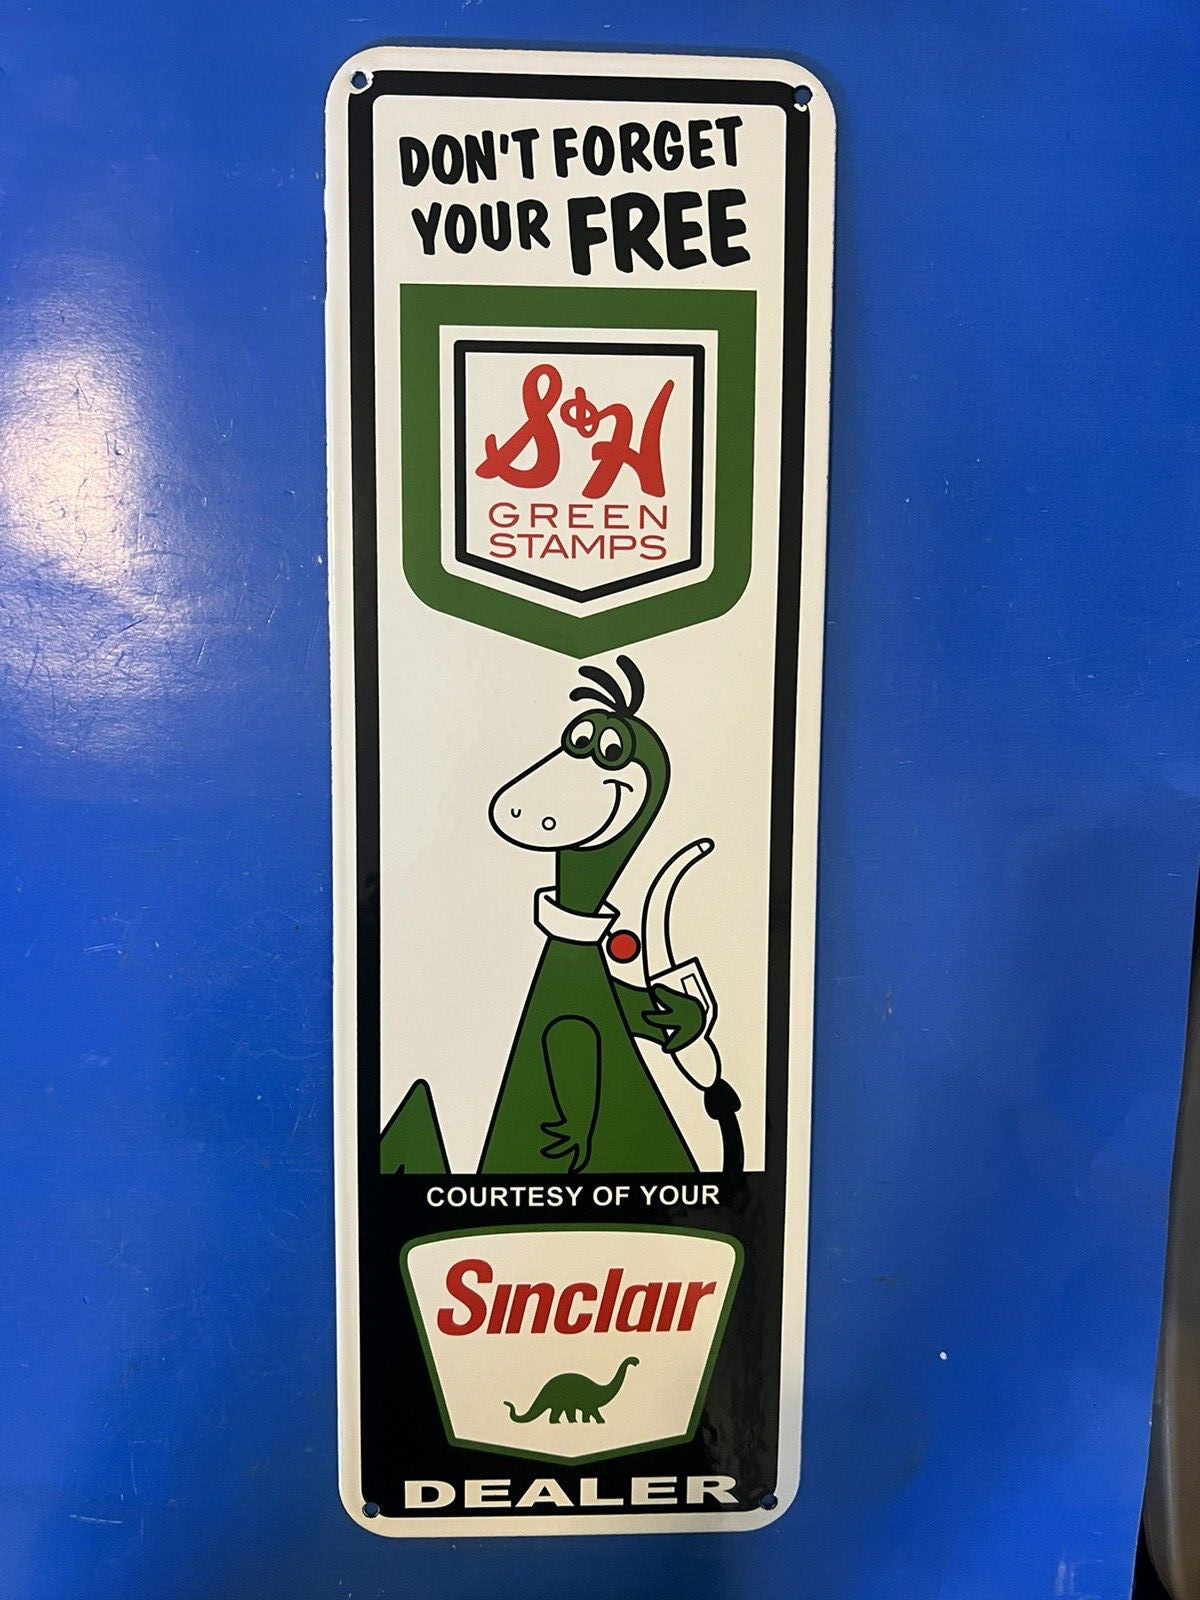 DON'T FORGET
YOUR FREE
S&H
GREEN
STAMPS
COURTESY OF YOUR
Sinclair
DEALER